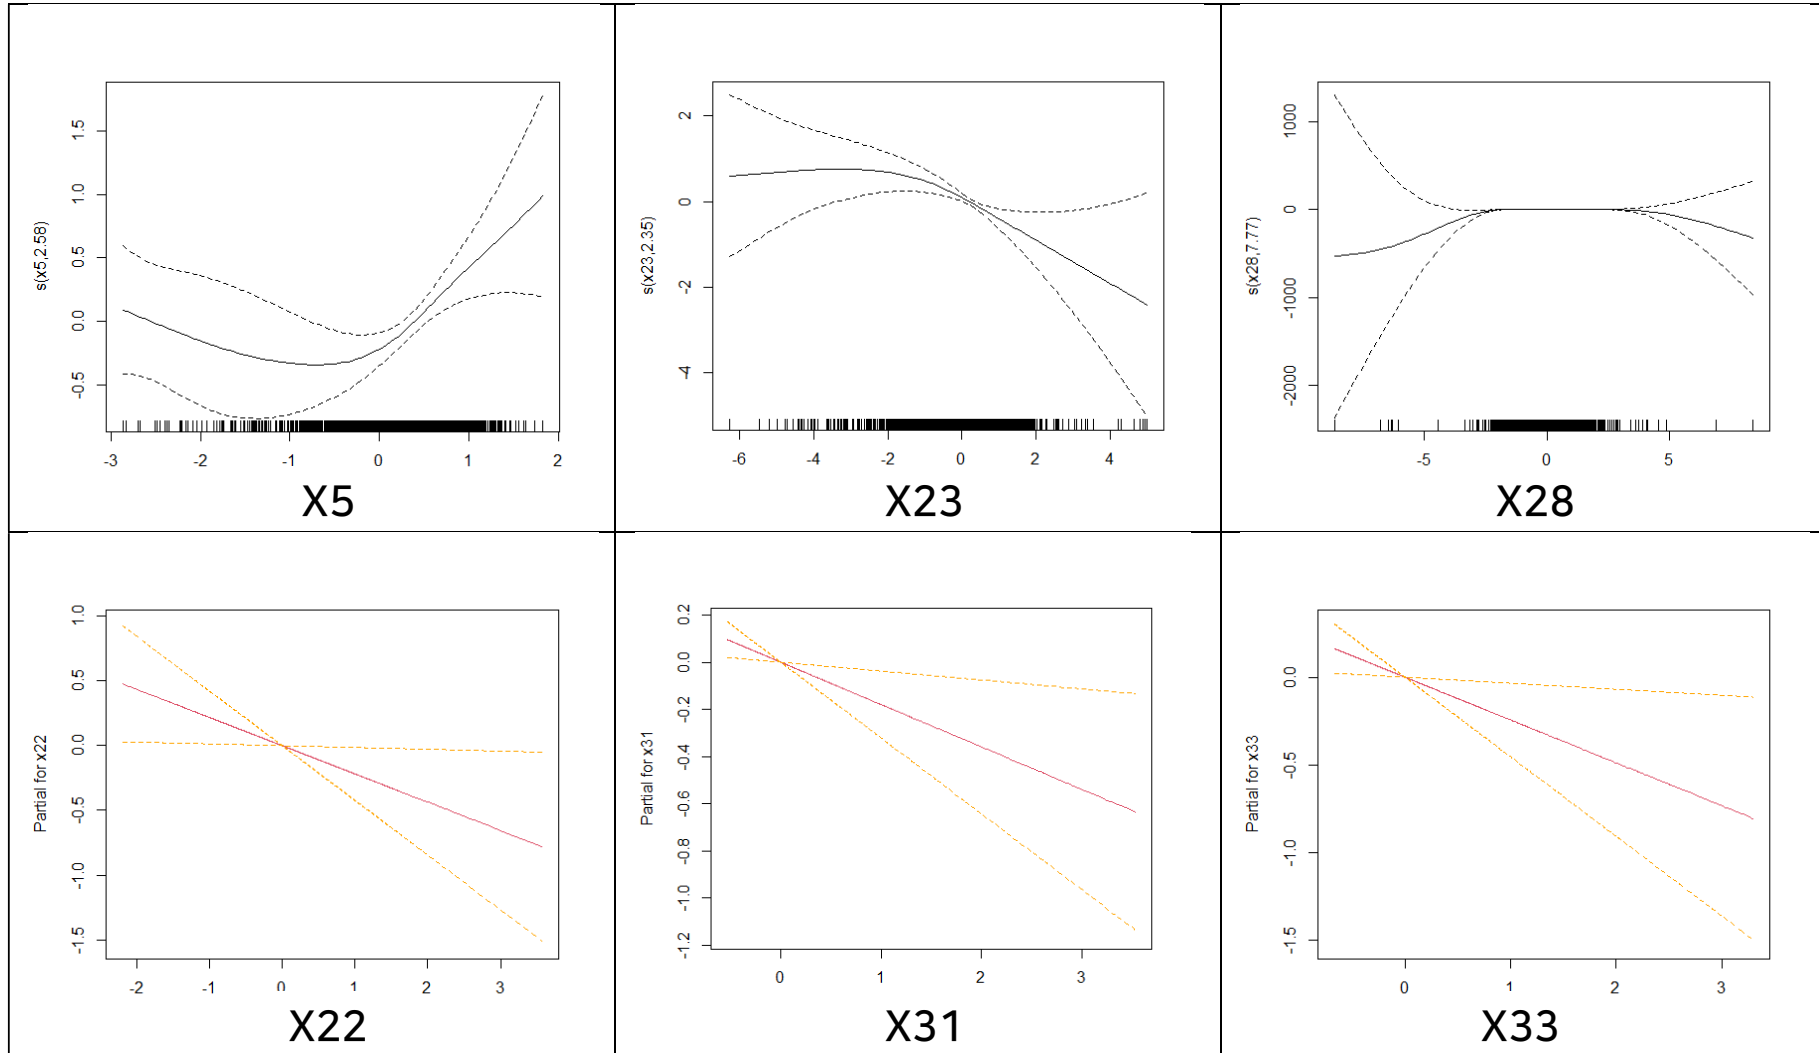 s(x5,2.58)
1.5
1.0
0.5
0.0
-0.5
-3 -2 -1 0 1 2
X5
s(x23,2.35)
2
0
-2
-4
-6 -4 -2 0 2 4
X23
s(x28,7.77)
1000
0
-1000
-2000
-5 0 5
X28
Partial for x22
1.0
0.5
0.0
-0.5
-1.0
-1.5
-2 -1 0 1 2 3
X22
Partial for x31
0.2
0.0
-0.2
-0.4
-0.6
-0.8
-1.0
-1.2
0 1 2 3
X31
Partial for x33
0.0
-0.5
-1.0
-1.5
0 1 2 3
X33